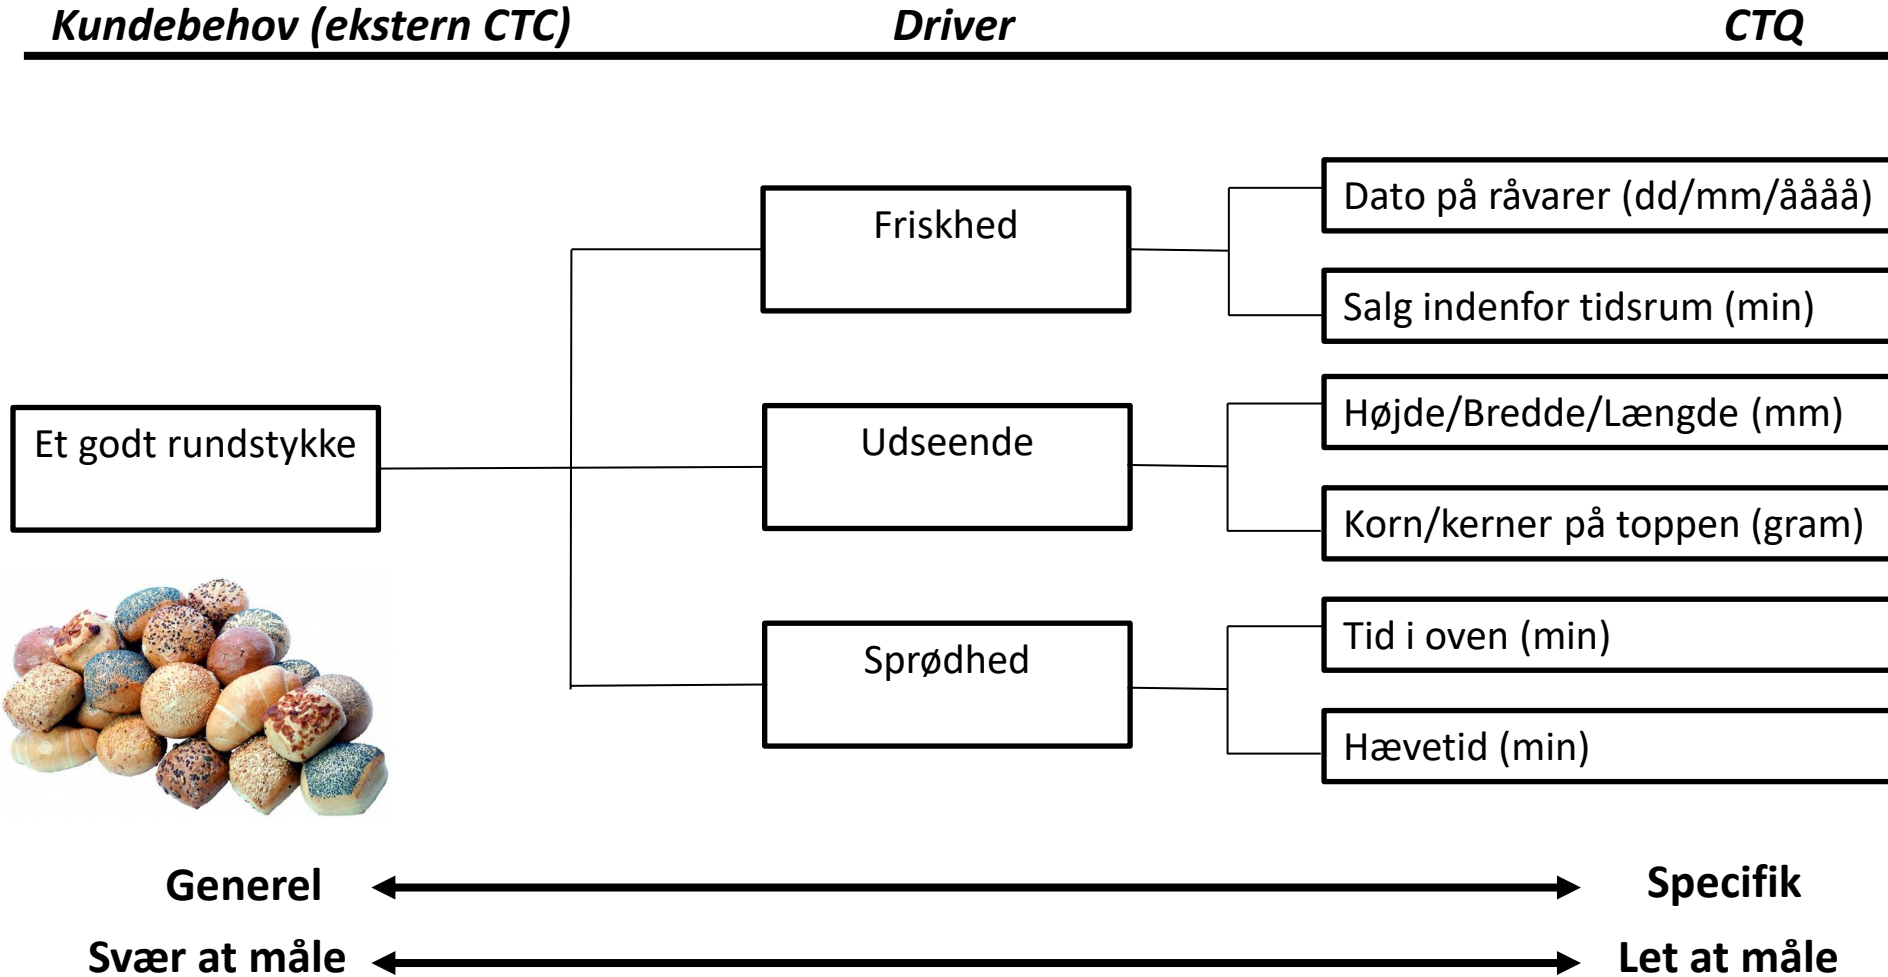 Kundebehov (ekstern CTC)
Driver
CTQ
Et godt rundstykke
Friskhed
Dato på råvarer (dd/mm/åååå)
Salg indenfor tidsrum (min)
Udseende
Højde/Bredde/Længde (mm)
Korn/kerner på toppen (gram)
Sprødhed
Tid i oven (min)
Hævetid (min)
Generel
Specifik
Svær at måle
Let at måle